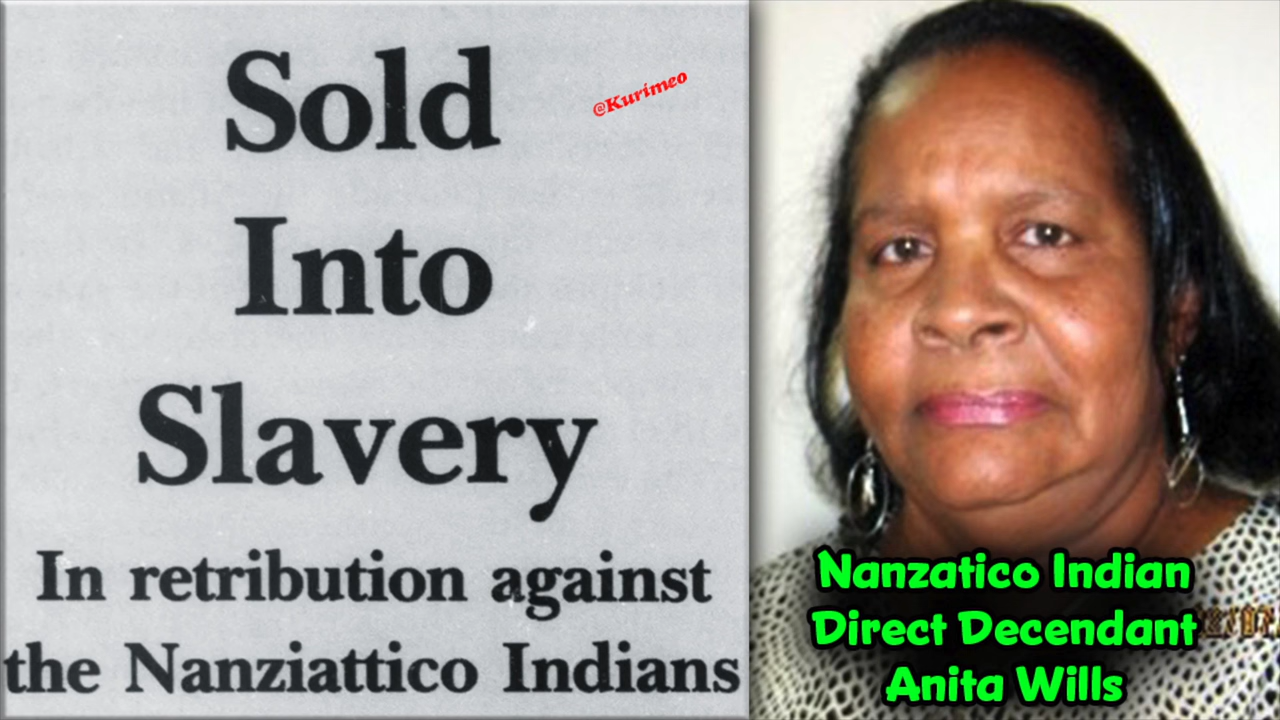 Sold
@Kurimeo
Into
Slavery
In retribution against
the Nanziattico Indians
Nanzatico Indian
Direct Decendant
Anita Wills